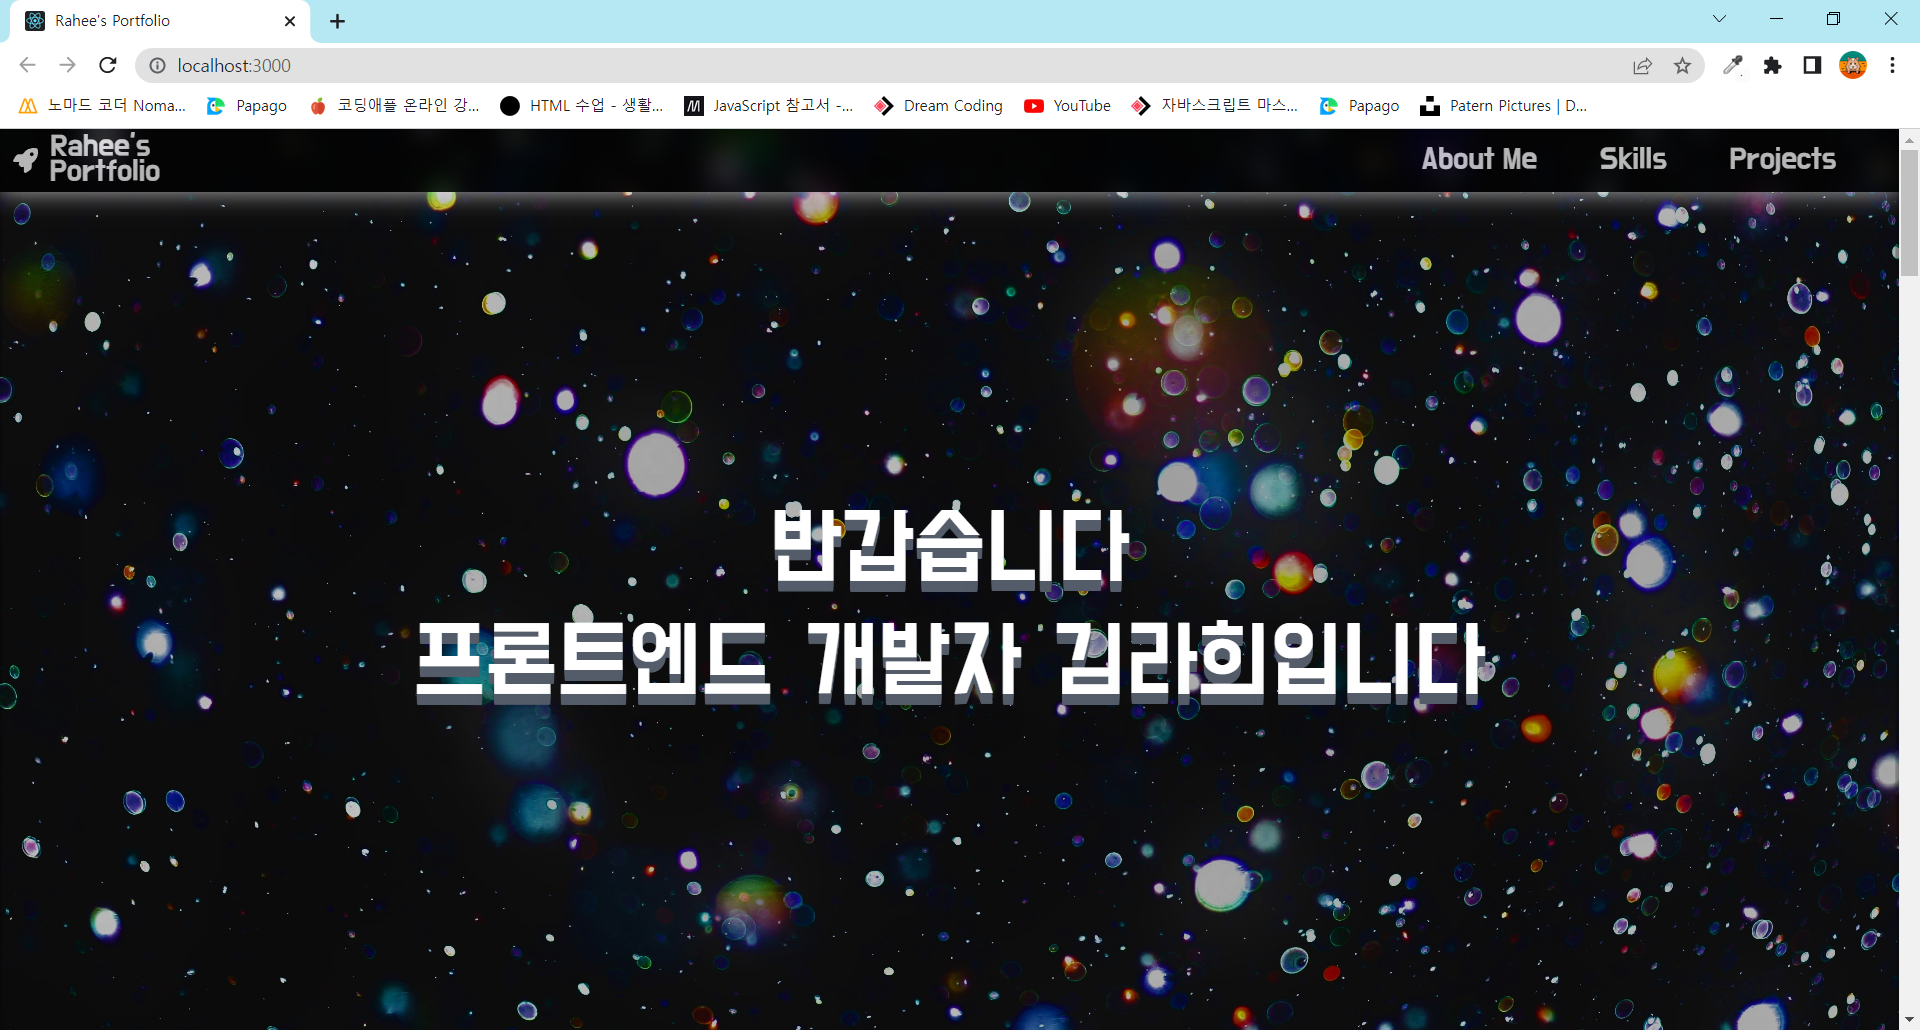 Rahee's Portfolio
localhost:3000
노마드 코더 Noma...
Papago
코딩애플 온라인 강...
HTML 수업 - 생활...
JavaScript 참고서 -...
Dream Coding
YouTube
자바스크립트 마스...
Papago
Patern Pictures | D...
Rahee's
Portfolio
About Me
Skills
Projects
반갑습니다
프론트엔드 개발자 김라희입니다